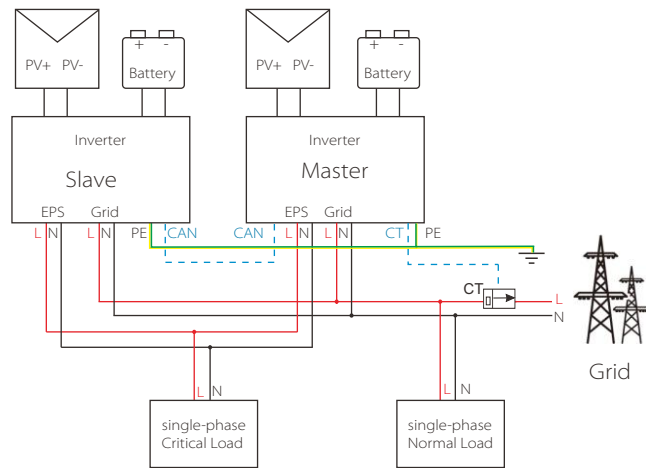 + -
+ -
PV+ PV-
Battery
PV+ PV-
Battery
Inverter
Slave
Inverter
Master
EPS Grid
EPS Grid
L N L N PE CAN
CAN L N L N CT PE
CT
L
N
Grid
L N
L N
single-phase
Critical Load
single-phase
Normal Load